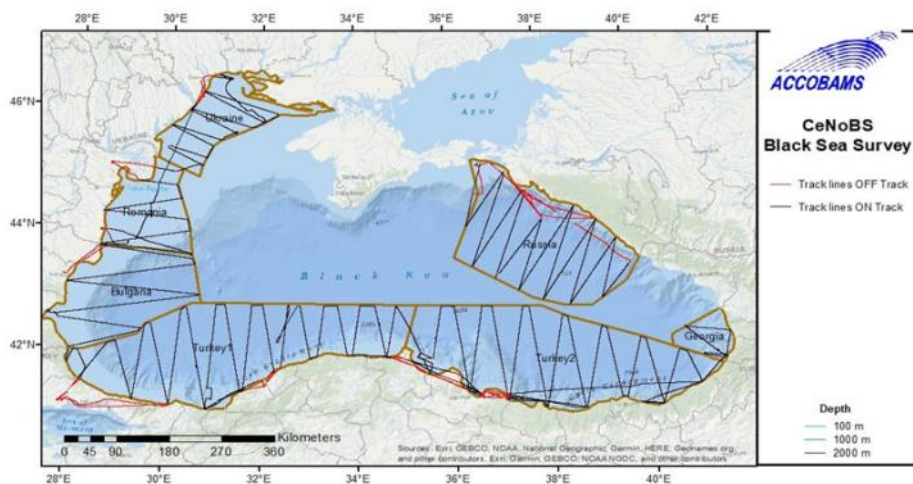 28°E 30°E 32°E 34°E 36°E 38°E 40°E 42°E
46°N
44°N
42°N
Sea of
Azov
Ukraine
Romania
Russia
Black Sea
Bulgaria
Georgia
Turkey1
Turkey2
Sea of
Marmara
Kilometers
0 45 90 180 270 360
Sources: Esri, GEBCO, NOAA, National Geographic, Garmin, HERE, Geonames.org,
and other contributors. Esri, Garmin, GEBCO, NOAA NGDC, and other contributors
28°E 30°E 32°E 34°E 36°E 38°E 40°E
ACCOBAMS
CeNoBS
Black Sea Survey
Track lines OFF Track
Track lines ON Track
Depth
100 m
1000 m
2000 m